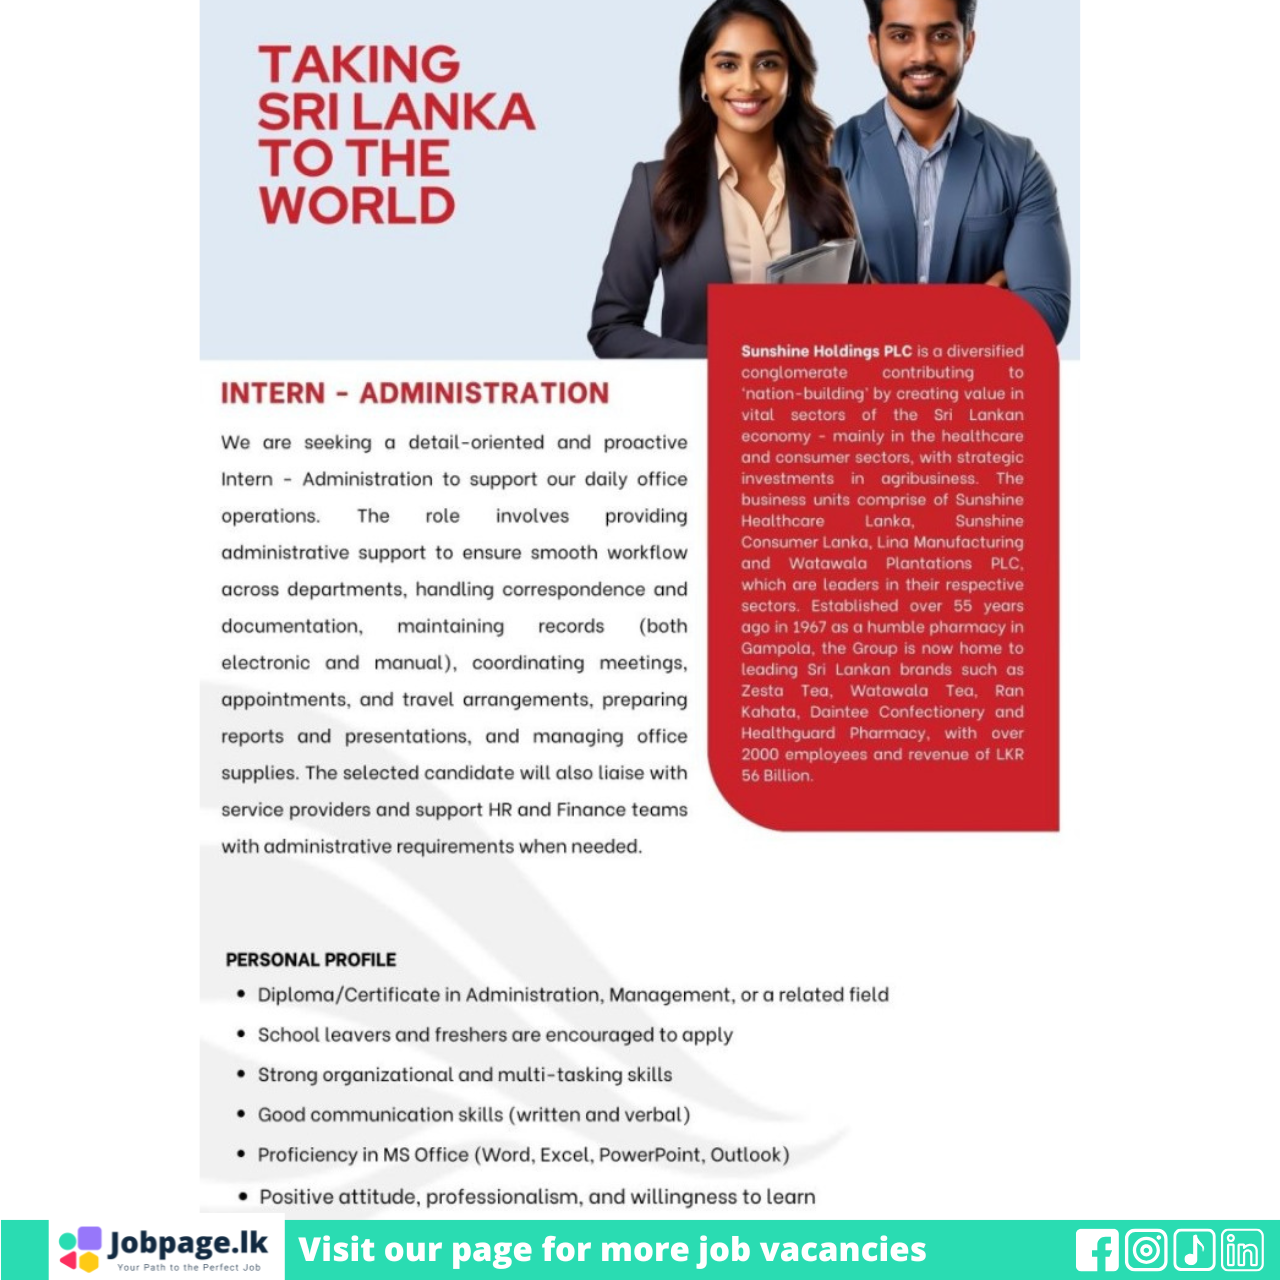 TAKING
SRI LANKA
TO THE
WORLD
INTERN - ADMINISTRATION
We are seeking a detail-oriented and proactive
Intern - Administration to support our daily office
operations. The role involves providing
administrative support to ensure smooth workflow
across departments, handling correspondence and
documentation, maintaining records (both
electronic and manual), coordinating meetings,
appointments, and travel arrangements, preparing
reports and presentations, and managing office
supplies. The selected candidate will also liaise with
service providers and support HR and Finance teams
with administrative requirements when needed.
Sunshine Holdings PLC is a diversified
conglomerate contributing to
'nation-building' by creating value in
vital sectors of the Sri Lankan
economy - mainly in the healthcare
and consumer sectors, with strategic
investments in agribusiness. The
business units comprise of Sunshine
Healthcare Lanka, Sunshine
Consumer Lanka, Lina Manufacturing
and Watawala Plantations PLC,
which are leaders in their respective
sectors. Established over 55 years
ago in 1967 as a humble pharmacy in
Gampola, the Group is now home to
leading Sri Lankan brands such as
Zesta Tea, Watawala Tea, Ran
Kahata, Daintee Confectionery and
Healthguard Pharmacy, with over
2000 employees and revenue of LKR
56 Billion.
PERSONAL PROFILE
• Diploma/Certificate in Administration, Management, or a related field
• School leavers and freshers are encouraged to apply
• Strong organizational and multi-tasking skills
• Good communication skills (written and verbal)
• Proficiency in MS Office (Word, Excel, PowerPoint, Outlook)
• Positive attitude, professionalism, and willingness to learn
Jobpage.lk
Your Path to the Perfect Job
Visit our page for more job vacancies